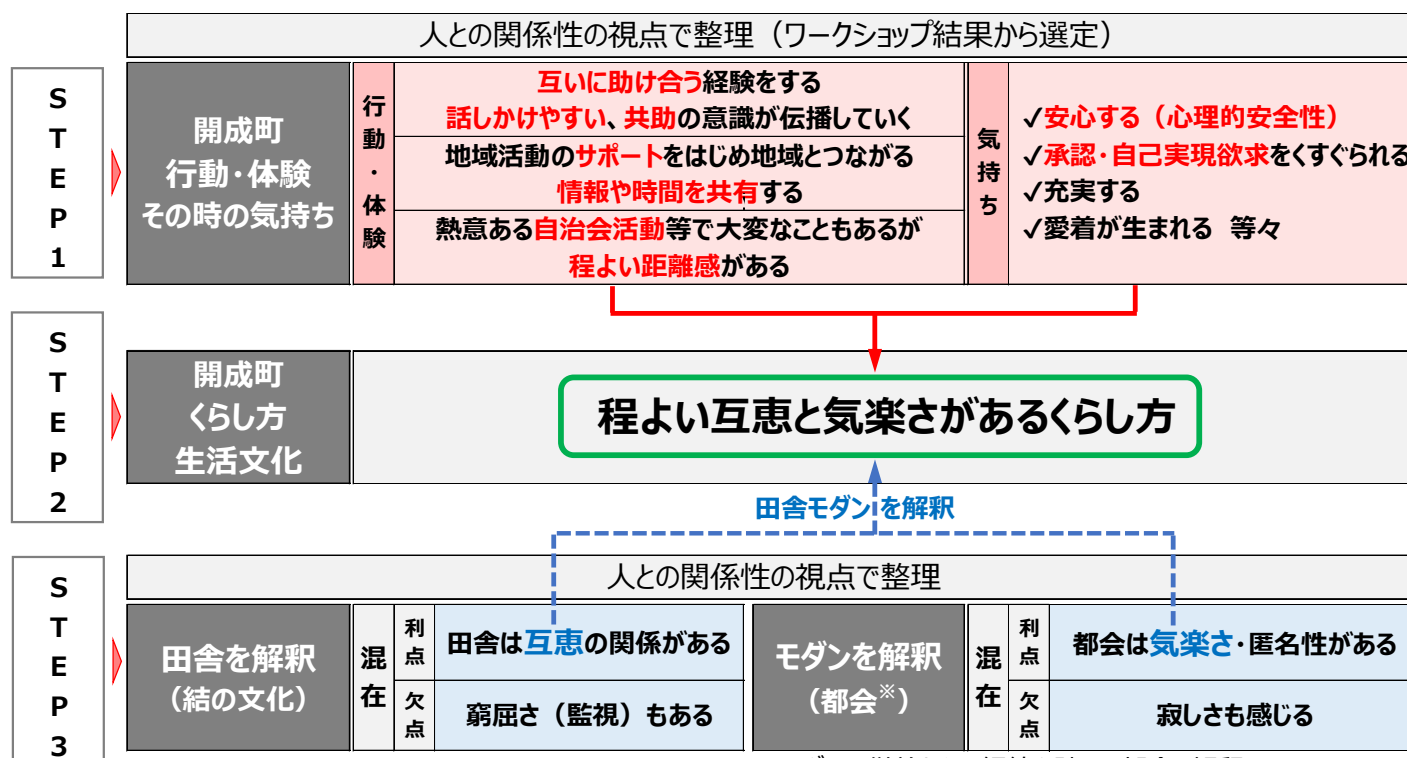 人との関係性の視点で整理（ワークショップ結果から選定）
STEP1
開成町
行動・体験
その時の気持ち
行動・体験
互いに助け合う経験をする
話しかけやすい、共助の意識が伝播していく
地域活動のサポートをはじめ地域とつながる
情報や時間を共有する
熱意ある自治会活動等で大変なこともあるが
程よい距離感がある
気持ち
✓安心する（心理的安全性）
✓承認・自己実現欲求をくすぐられる
✓充実する
✓愛着が生まれる 等々
STEP2
開成町
くらし方
生活文化
程よい互恵と気楽さがあるくらし方
田舎モダンを解釈
STEP3
人との関係性の視点で整理
田舎を解釈
（結の文化）
混在
利点
田舎は互恵の関係がある
欠点
窮屈さ（監視）もある
モダンを解釈
（都会※）
混在
利点
都会は気楽さ・匿名性がある
欠点
寂しさも感じる